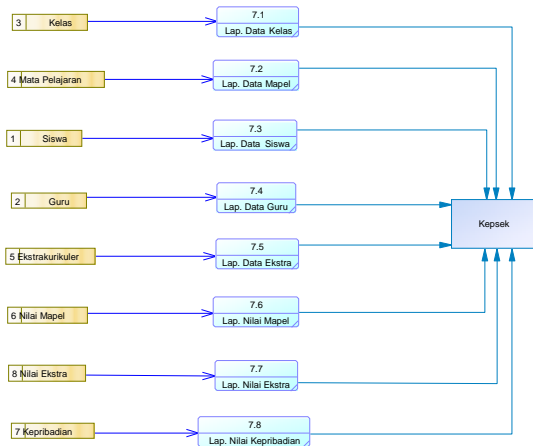 3 Kelas
7.1
Lap. Data Kelas
4 Mata Pelajaran
7.2
Lap. Data Mapel
1 Siswa
7.3
Lap. Data Siswa
2 Guru
7.4
Lap. Data Guru
Kepsek
5 Ekstrakurikuler
7.5
Lap. Data Ekstra
6 Nilai Mapel
7.6
Lap. Nilai Mapel
8 Nilai Ekstra
7.7
Lap. Nilai Ekstra
7 Kepribadian
7.8
Lap. Nilai Kepribadian